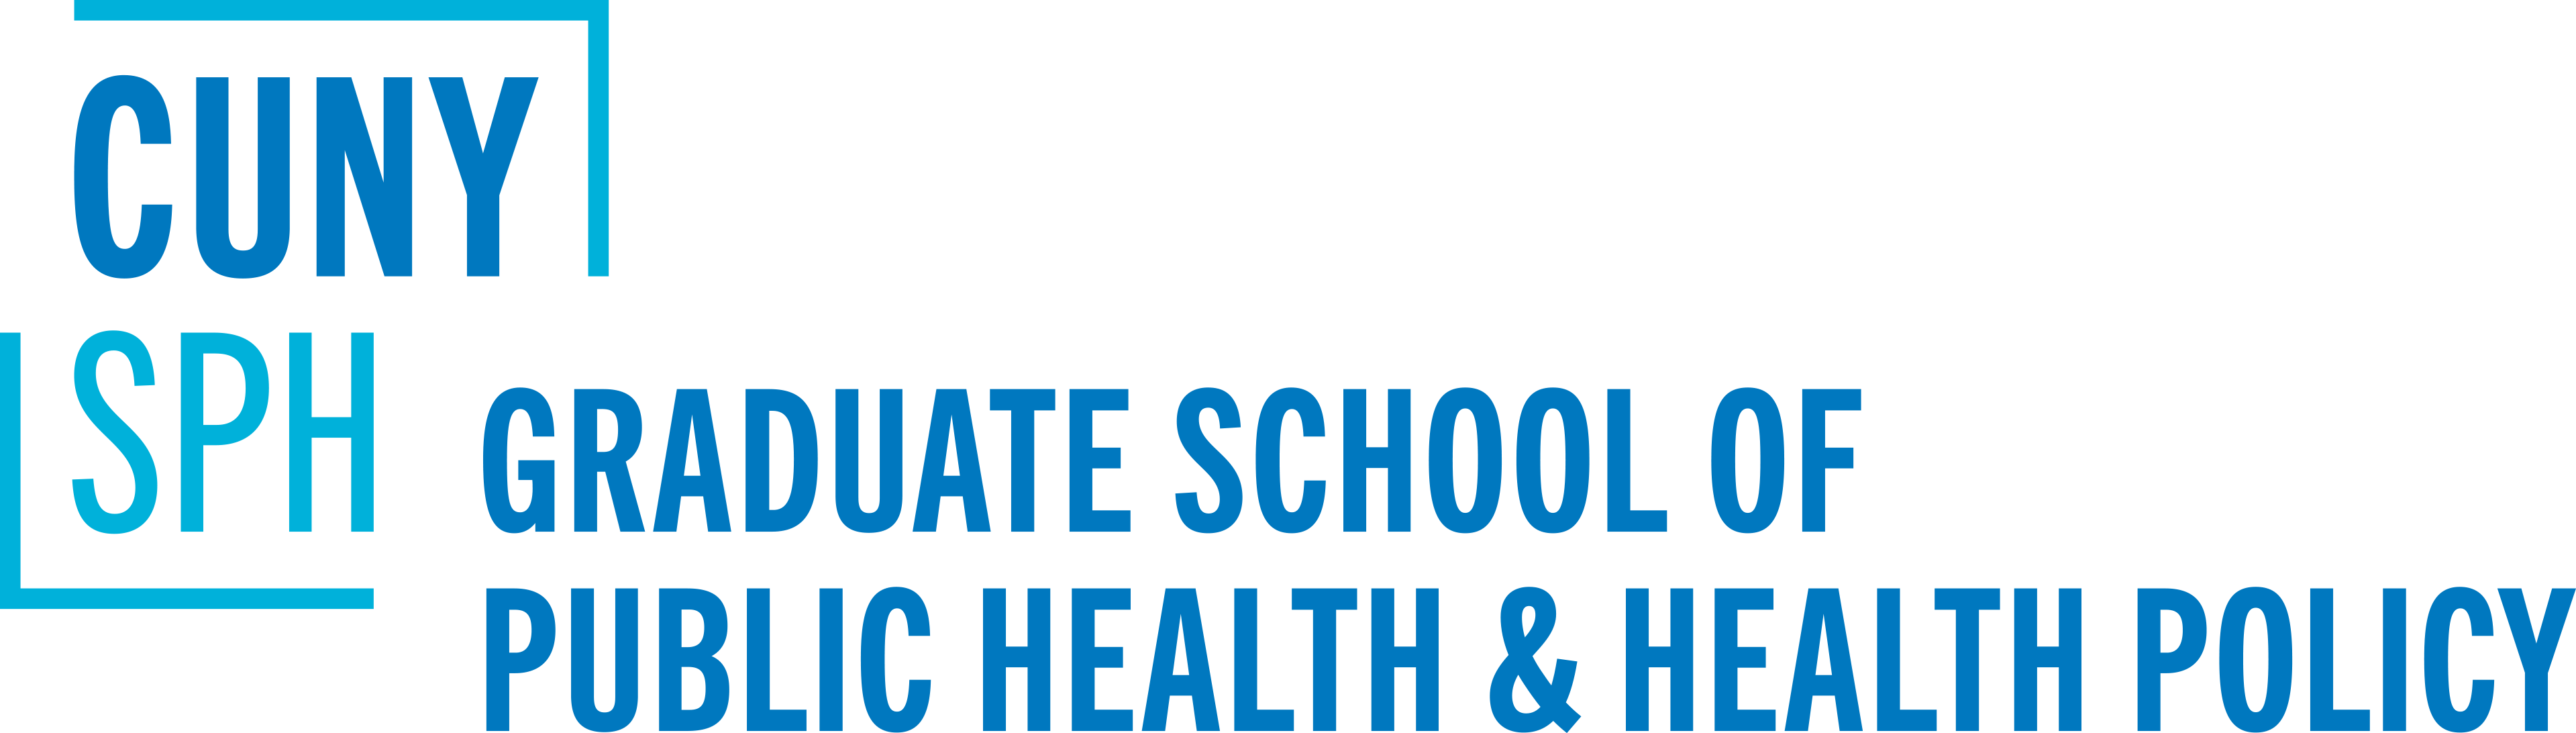 CUNY
SPH
GRADUATE SCHOOL OF
PUBLIC HEALTH & HEALTH POLICY